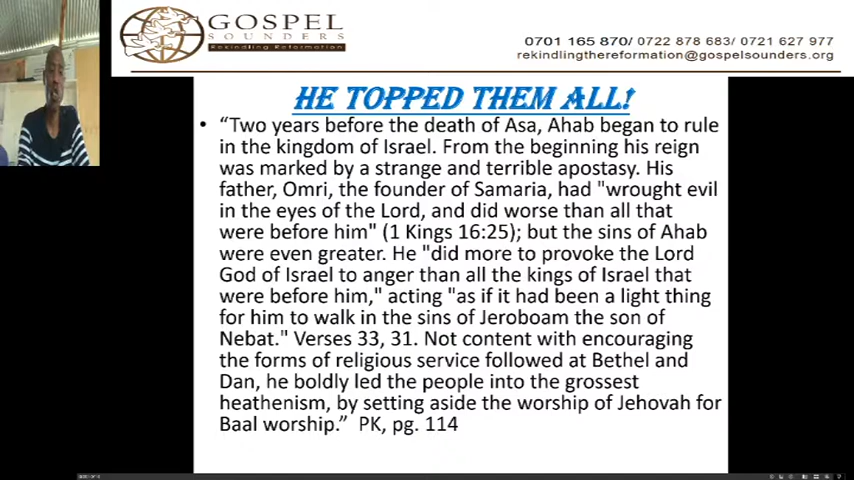 GOSPEL
SOUNDERS
Rekindling Reformation
0701 165 870/ 0722 878 683/ 0721 627 977
rekindlingthereformation@gospelsounders.org
HE TOPPED THEM ALL!
• “Two years before the death of Asa, Ahab began to rule
in the kingdom of Israel. From the beginning his reign
was marked by a strange and terrible apostasy. His
father, Omri, the founder of Samaria, had "wrought evil
in the eyes of the Lord, and did worse than all that
were before him" (1 Kings 16:25); but the sins of Ahab
were even greater. He "did more to provoke the Lord
God of Israel to anger than all the kings of Israel that
were before him," acting "as if it had been a light thing
for him to walk in the sins of Jeroboam the son of
Nebat." Verses 33, 31. Not content with encouraging
the forms of religious service followed at Bethel and
Dan, he boldly led the people into the grossest
heathenism, by setting aside the worship of Jehovah for
Baal worship.” PK, pg. 114